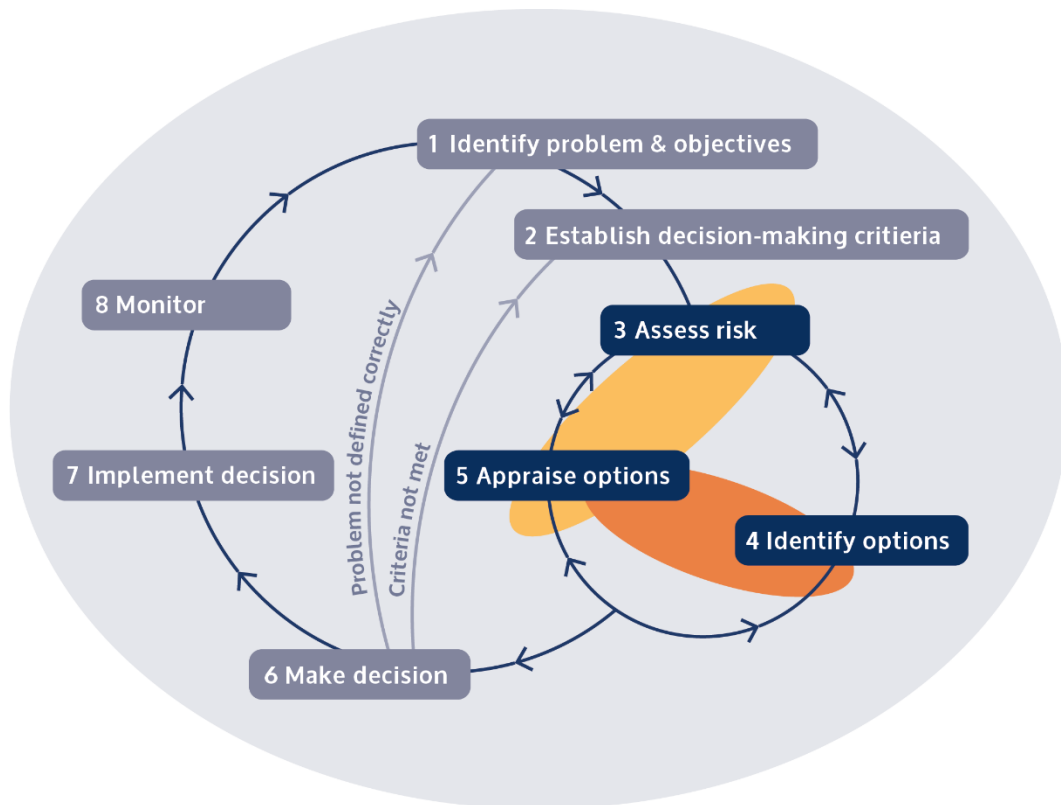 1 Identify problem & objectives
2 Establish decision-making critieria
3 Assess risk
4 Identify options
5 Appraise options
6 Make decision
7 Implement decision
8 Monitor
Problem not defined correctly
Criteria not met